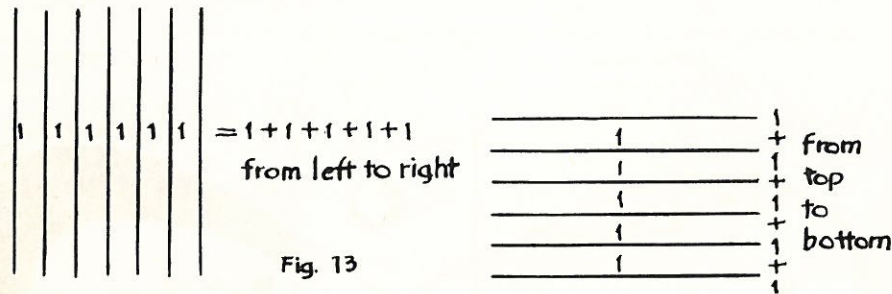 1 1 1 1 1 1 = 1 + 1 + 1 + 1 + 1
from left to right
Fig. 13
1
1
1
1
1
1
+
1
+
1
+
1
+
1
from
top
to
bottom